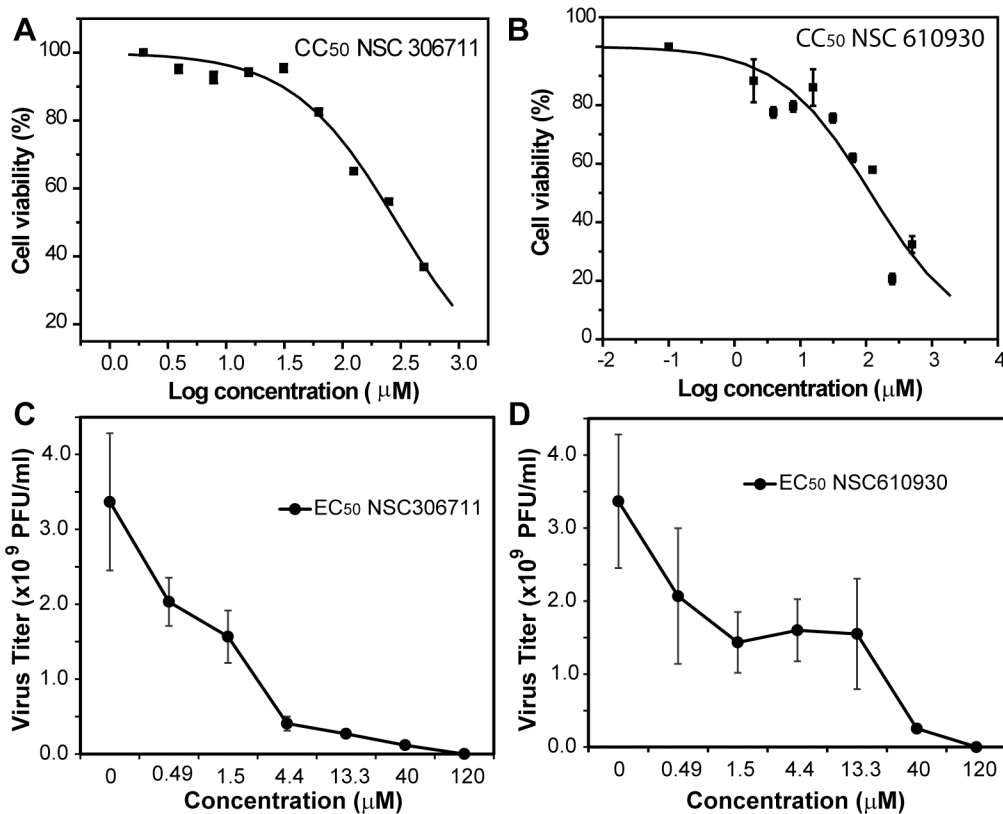 A
CC50 NSC 306711
Cell viability (%)
100
80
60
40
20
0.0 0.5 1.0 1.5 2.0 2.5 3.0
Log concentration ( μM)
B
CC50 NSC 610930
Cell viability (%)
100
80
60
40
20
0
-2 -1 0 1 2 3 4
Log concentration (μM)
C
EC50 NSC306711
Virus Titer (x10⁹ PFU/ml)
4.0
3.0
2.0
1.0
0.0
0 0.49 1.5 4.4 13.3 40 120
Concentration (μM)
D
EC50 NSC610930
Virus Titer (x10⁹ PFU/ml)
4.0
3.0
2.0
1.0
0.0
0 0.49 1.5 4.4 13.3 40 120
Concentration (μM)